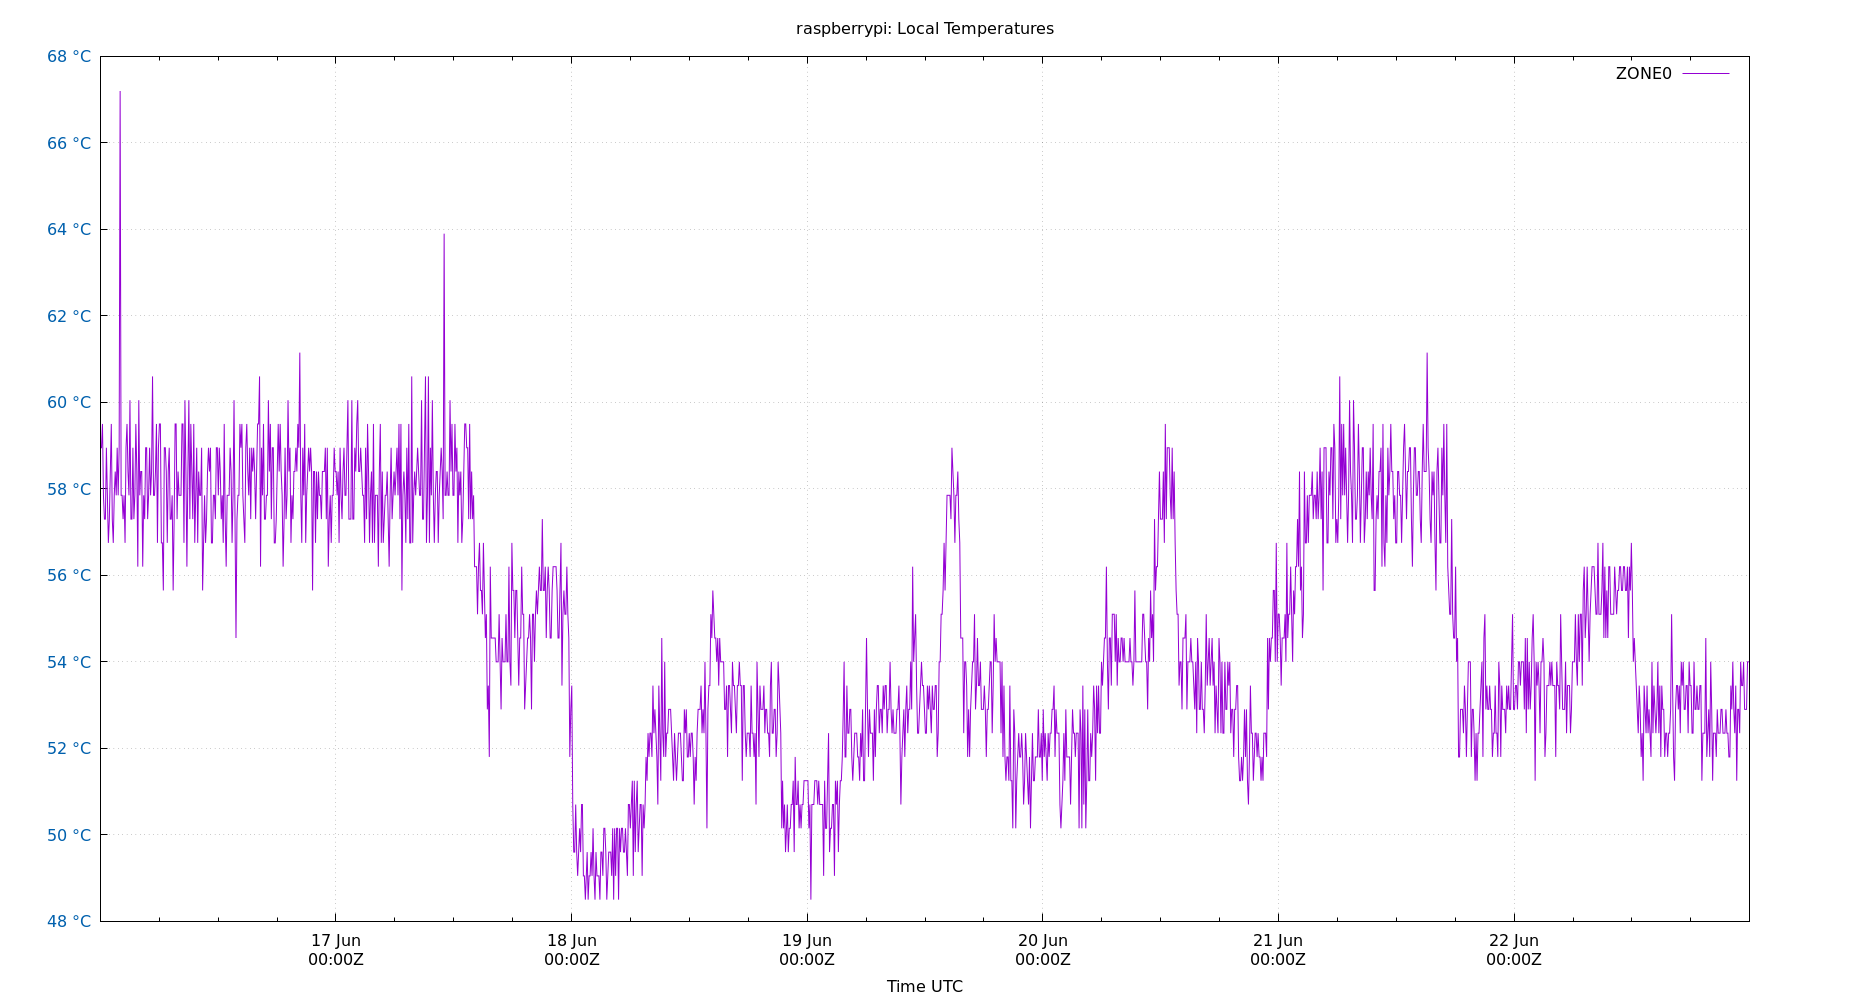 raspberrypi: Local Temperatures
68 °C
ZONE0
66 °C
64 °C
62 °C
60 °C
58 °C
56 °C
54 °C
52 °C
50 °C
48 °C
17 Jun 18 Jun 19 Jun 20 Jun 21 Jun 22 Jun
00:00Z 00:00Z 00:00Z 00:00Z 00:00Z 00:00Z
Time UTC